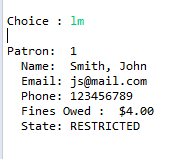 Choice : lm
Patron:  1
  Name:  Smith, John
  Email: js@mail.com
  Phone: 123456789
  Fines Owed :  $4.00
  State: RESTRICTED